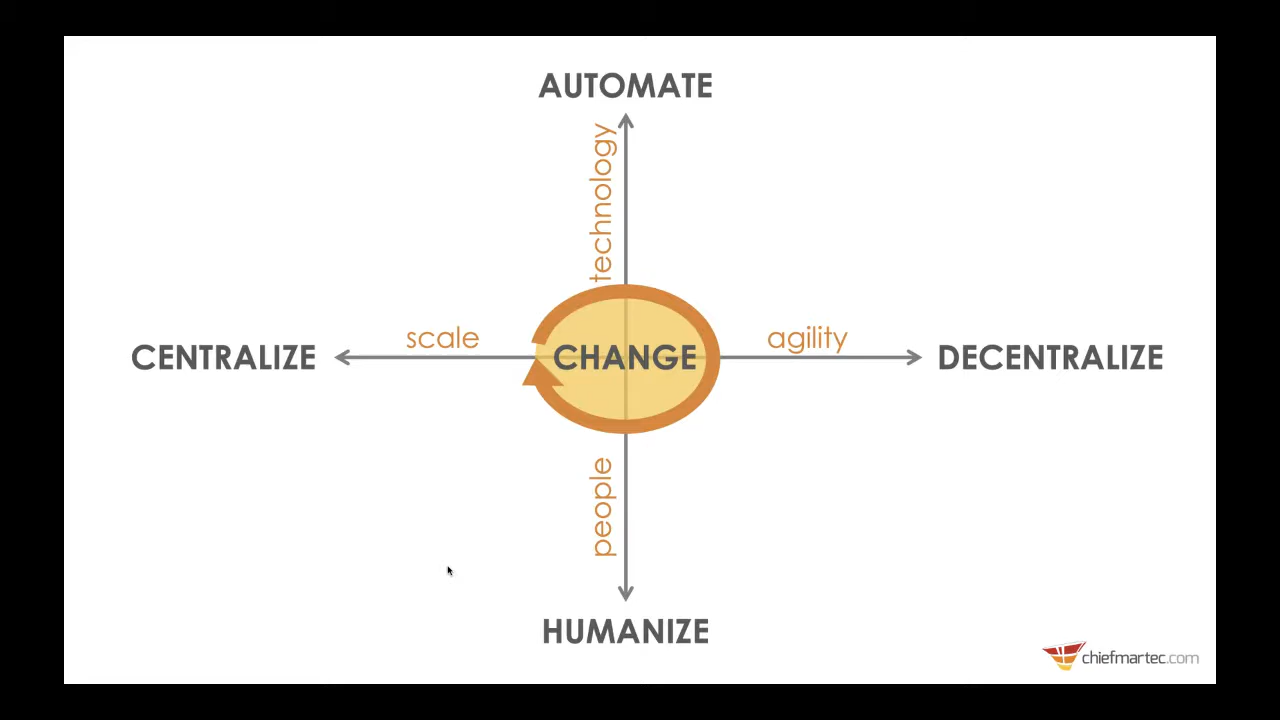 AUTOMATE
technology
CENTRALIZE
scale
CHANGE
agility
DECENTRALIZE
people
HUMANIZE
chiefmartec.com